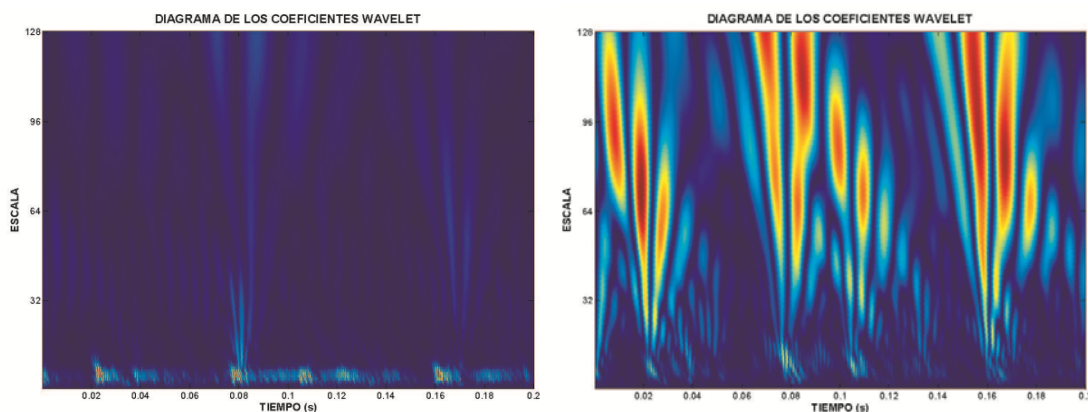 DIAGRAMA DE LOS COEFICIENTES WAVELET
128
96
64
32
ESCALA
0.02 0.04 0.06 0.08 0.1 0.12 0.14 0.16 0.18 0.2
TIEMPO (s)
DIAGRAMA DE LOS COEFICIENTES WAVELET
128
96
64
32
ESCALA
0.02 0.04 0.06 0.08 0.1 0.12 0.14 0.16 0.18 0.2
TIEMPO (s)